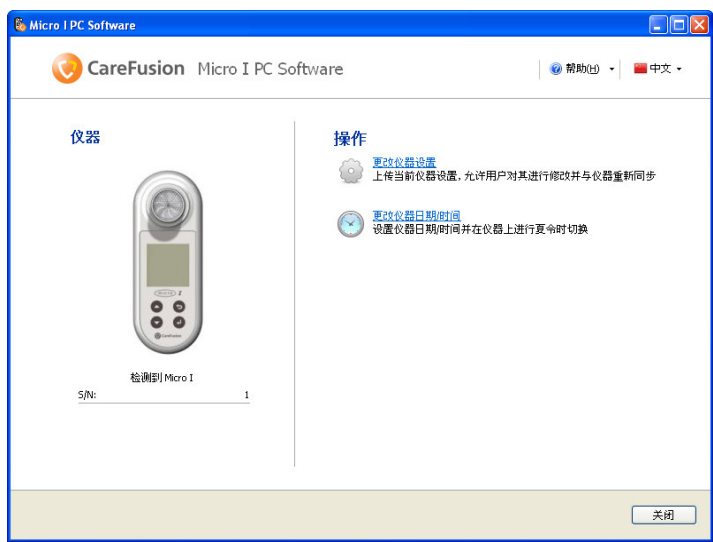 Micro I PC Software
CareFusion Micro I PC Software
帮助(H)
中文
仪器
操作
更改仪器设置
上传当前仪器设置，允许用户对其进行修改并与仪器重新同步
更改仪器日期/时间
设置仪器日期/时间并在仪器上进行夏令时切换
CareFusion
检测到 Micro I
S/N: 1
关闭